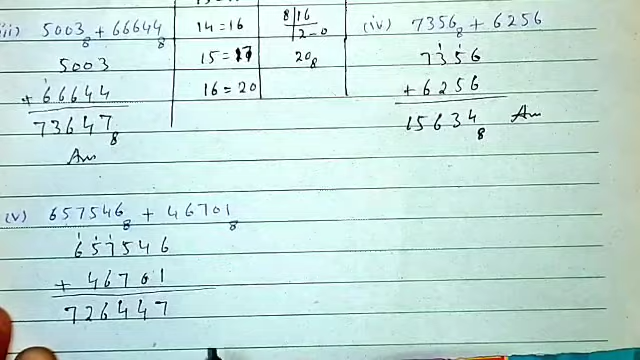 iii) 5003₈ + 66644₈
5003
+ 66644
73647₈
Ans
14 = 16
15 = 17
16 = 20
8 | 16
2 - 0
20₈
(iv) 7356₈ + 6256
7356
+ 6256
15634₈ Ans
(v) 657546₈ + 46701₈
657546
+ 46701
726447